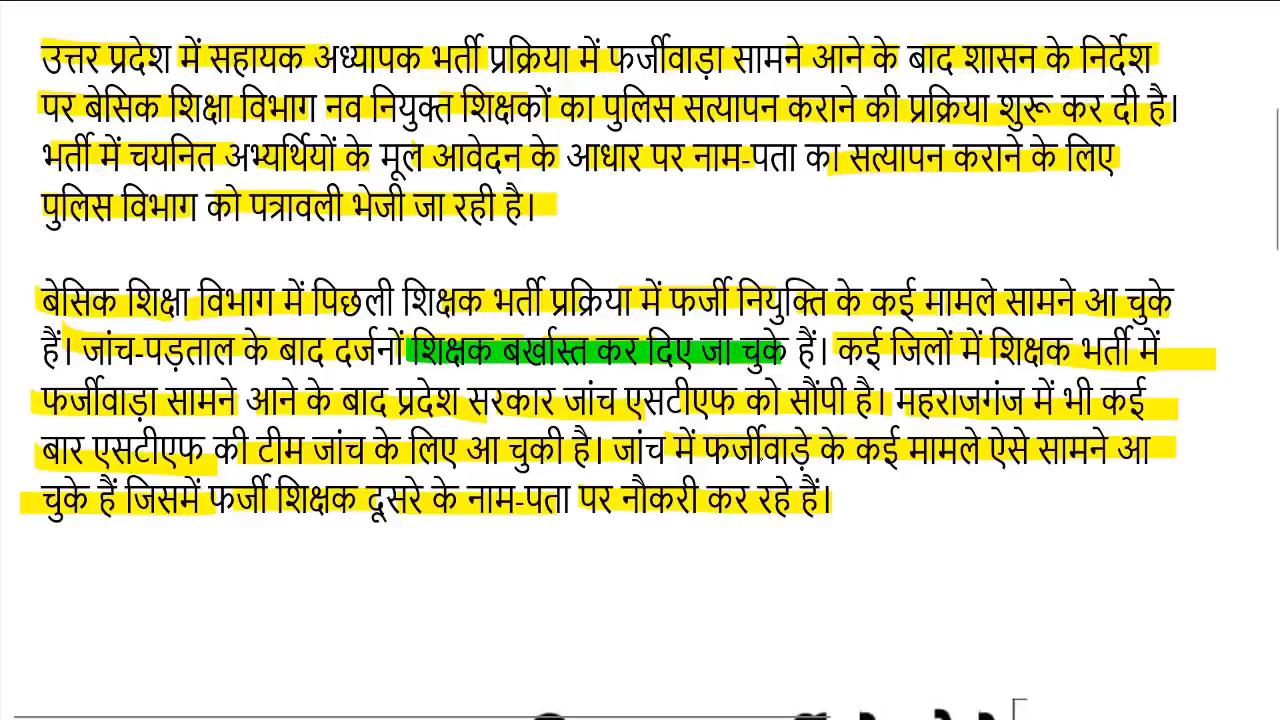 उत्तर प्रदेश में सहायक अध्यापक भर्ती प्रक्रिया में फर्जीवाड़ा सामने आने के बाद शासन के निर्देश
पर बेसिक शिक्षा विभाग नव नियुक्त शिक्षकों का पुलिस सत्यापन कराने की प्रक्रिया शुरू कर दी है।
भर्ती में चयनित अभ्यर्थियों के मूल आवेदन के आधार पर नाम-पता का सत्यापन कराने के लिए
पुलिस विभाग को पत्रावली भेजी जा रही है।
बेसिक शिक्षा विभाग में पिछली शिक्षक भर्ती प्रक्रिया में फर्जी नियुक्ति के कई मामले सामने आ चुके
हैं। जांच-पड़ताल के बाद दर्जनों शिक्षक बर्खास्त कर दिए जा चुके हैं। कई जिलों में शिक्षक भर्ती में
फर्जीवाड़ा सामने आने के बाद प्रदेश सरकार जांच एसटीएफ को सौंपी है। महराजगंज में भी कई
बार एसटीएफ की टीम जांच के लिए आ चुकी है। जांच में फर्जीवाड़े के कई मामले ऐसे सामने आ
चुके हैं जिसमें फर्जी शिक्षक दूसरे के नाम-पता पर नौकरी कर रहे हैं।